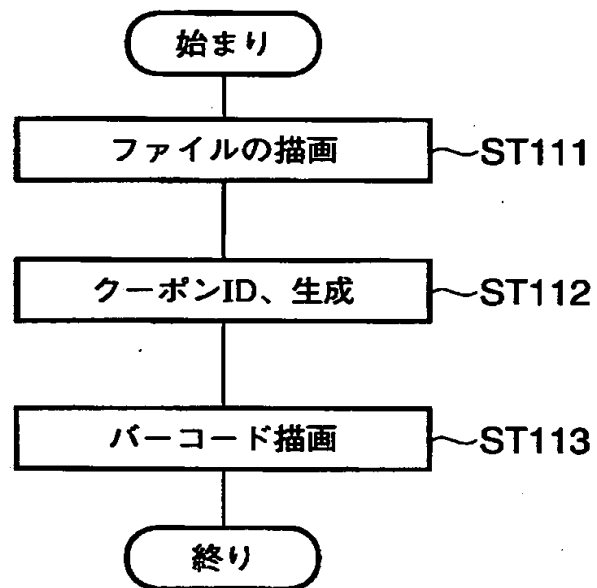 始まり
ファイルの描画
ST111
クーポンID、生成
ST112
バーコード描画
ST113
終り